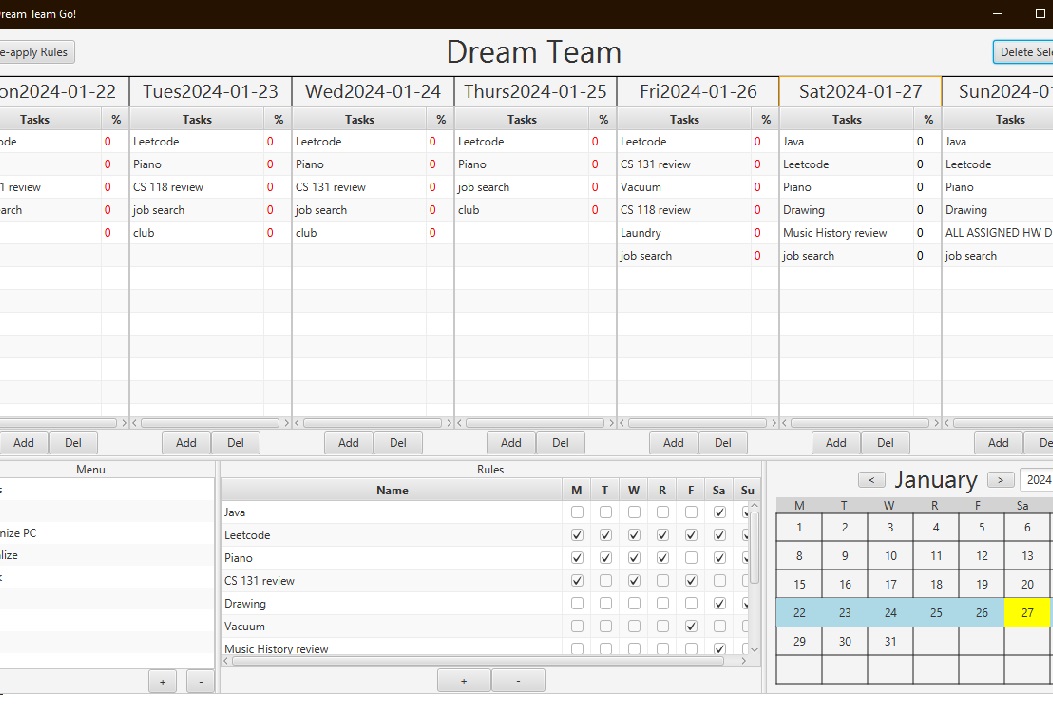 Dream Team Go!
e-apply Rules Dream Team Delete Sele
on2024-01-22 Tues2024-01-23 Wed2024-01-24 Thurs2024-01-25 Fri2024-01-26 Sat2024-01-27 Sun2024-01
Tasks % Tasks % Tasks % Tasks % Tasks % Tasks % Tasks
ode 0 Leetcode 0 Leetcode 0 Leetcode 0 Leetcode 0 Java 0 Java
0 Piano 0 Piano 0 Piano 0 CS 131 review 0 Leetcode 0 Leetcode
1 review 0 CS 118 review 0 CS 131 review 0 job search 0 Vacuum 0 Piano 0 Piano
arch 0 job search 0 job search 0 club 0 CS 118 review 0 Drawing 0 Drawing
0 club 0 club 0 Laundry 0 Music History review 0 ALL ASSIGNED HW D
job search 0 job search 0 job search
Add Del Add Del Add Del Add Del Add Del Add Del Add De
Menu
nize PC
lize
+ -
Rules
Name M T W R F Sa Su
Java
Leetcode
Piano
CS 131 review
Drawing
Vacuum
Music History review
+ -
< January > 2024
M T W R F Sa
1 2 3 4 5 6
8 9 10 11 12 13
15 16 17 18 19 20
22 23 24 25 26 27
29 30 31